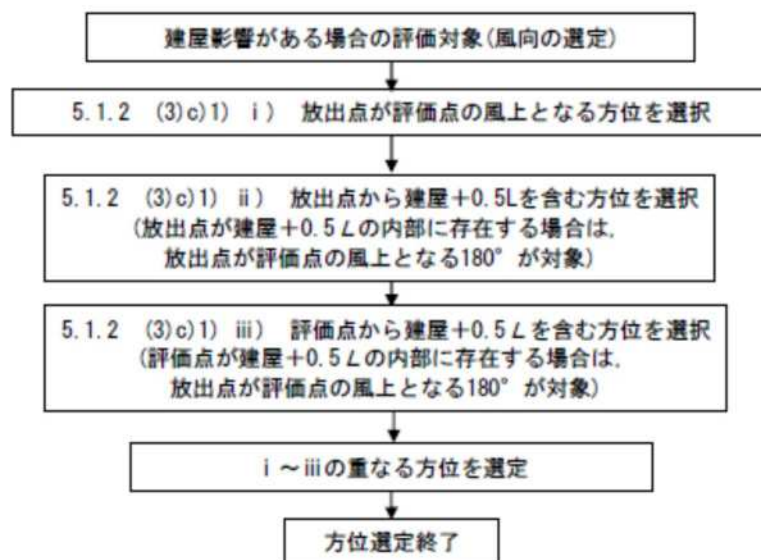 建屋影響がある場合の評価対象(風向の選定)
5.1.2 (3)c)1) ⅰ) 放出点が評価点の風上となる方位を選択
5.1.2 (3)c)1) ⅱ) 放出点から建屋＋0.5Lを含む方位を選択
(放出点が建屋＋0.5Lの内部に存在する場合は,
放出点が評価点の風上となる180°が対象)
5.1.2 (3)c)1) ⅲ) 評価点から建屋＋0.5Lを含む方位を選択
(評価点が建屋＋0.5Lの内部に存在する場合は,
放出点が評価点の風上となる180°が対象)
ⅰ～ⅲの重なる方位を選定
方位選定終了